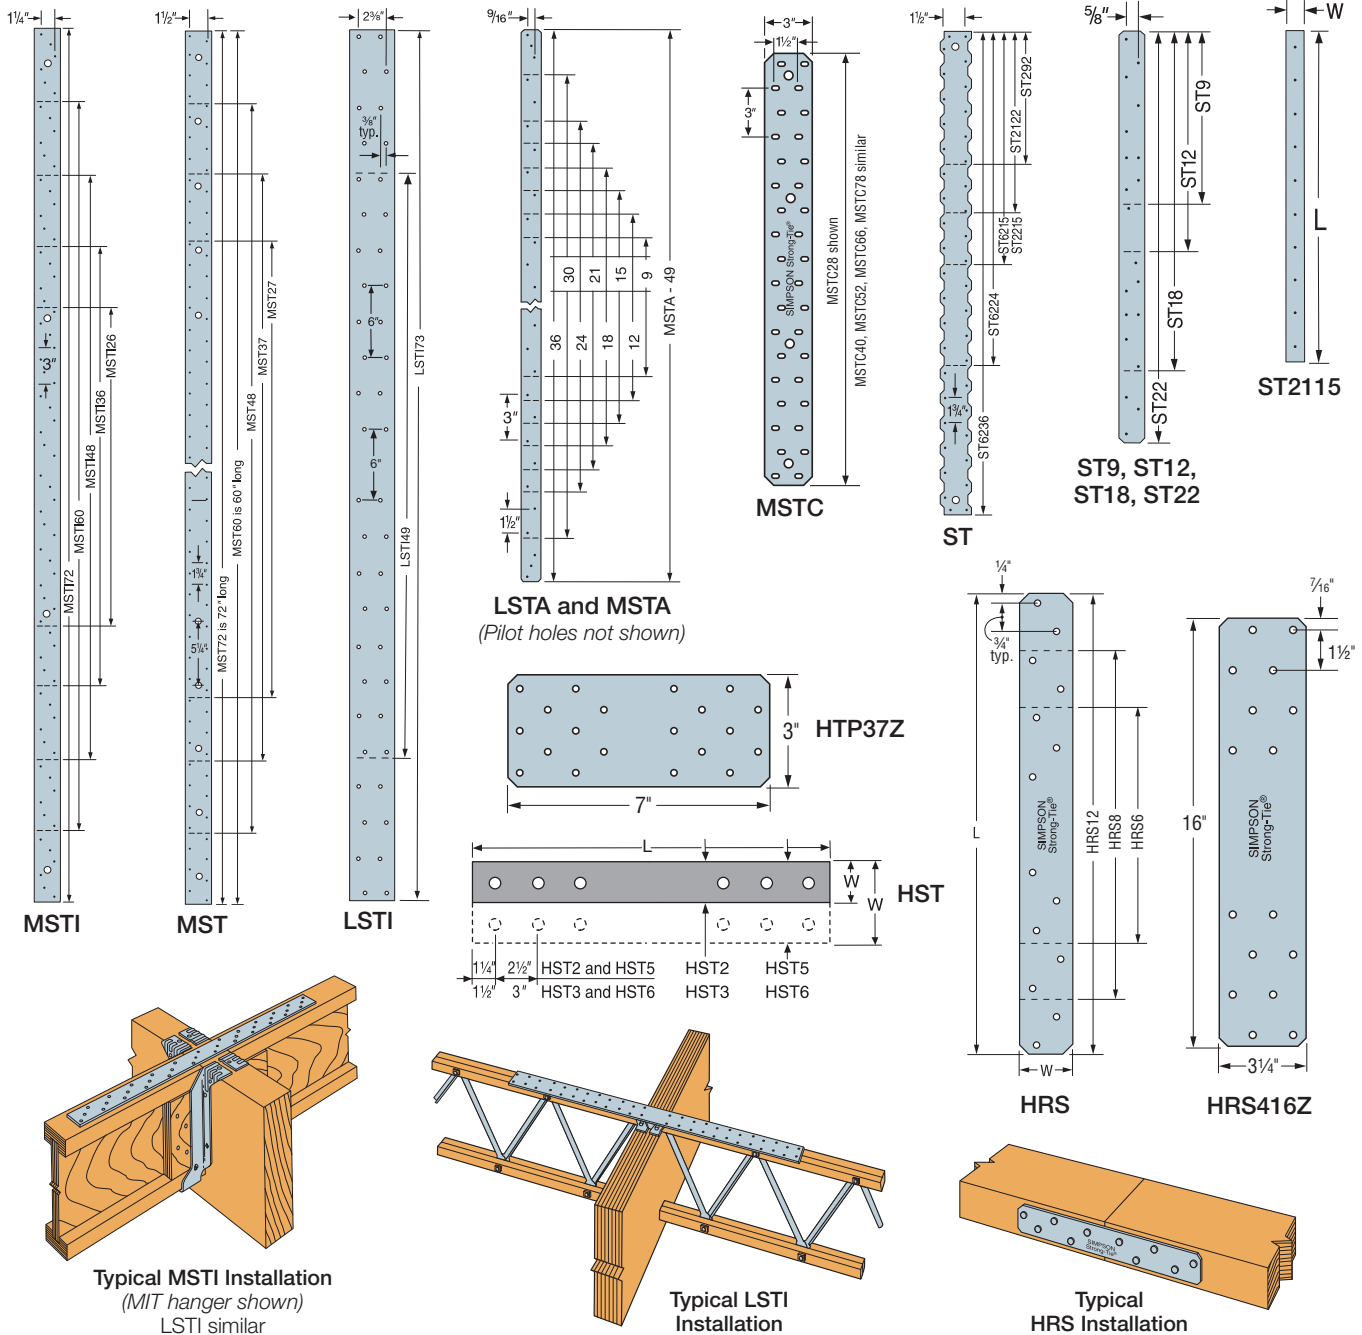 1¼"
1½"
2⅜"
9/16"
3"
1½"
1½"
5/8"
W
⅜"
typ.
3"
3"
6"
6"
1¾"
5¼"
MSTI26
MSTI36
MSTI48
MSTI60
MSTI72
MST27
MST37
MST48
MST60 is 60" long
MST72 is 72" long
LSTI73
LSTI49
30
21
15
9
36
24
18
12
MSTA - 49
3"
1½"
SIMPSON Strong-Tie®
MSTC28 shown
MSTC40, MSTC52, MSTC66, MSTC78 similar
ST292
ST2122
ST6215
ST2215
ST6224
ST6236
1¾"
ST9
ST12
ST18
ST22
L
MSTI
MST
LSTI
LSTA and MSTA
(Pilot holes not shown)
MSTC
ST
ST9, ST12,
ST18, ST22
ST2115
3"
HTP37Z
7"
L
W
W
HST
1¼"
2½"
HST2 and HST5
HST2
HST5
1½"
3"
HST3 and HST6
HST3
HST6
¼"
¾"
typ.
L
SIMPSON
Strong-Tie®
HRS12
HRS8
HRS6
W
HRS
7/16"
1½"
16"
SIMPSON
Strong-Tie®
3¼"
HRS416Z
Typical MSTI Installation
(MIT hanger shown)
LSTI similar
Typical LSTI
Installation
SIMPSON
Strong-Tie®
Typical
HRS Installation